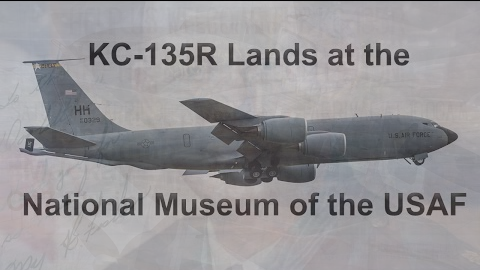 KC-135R Lands at the
HH
U.S. AIR FORCE
National Museum of the USAF